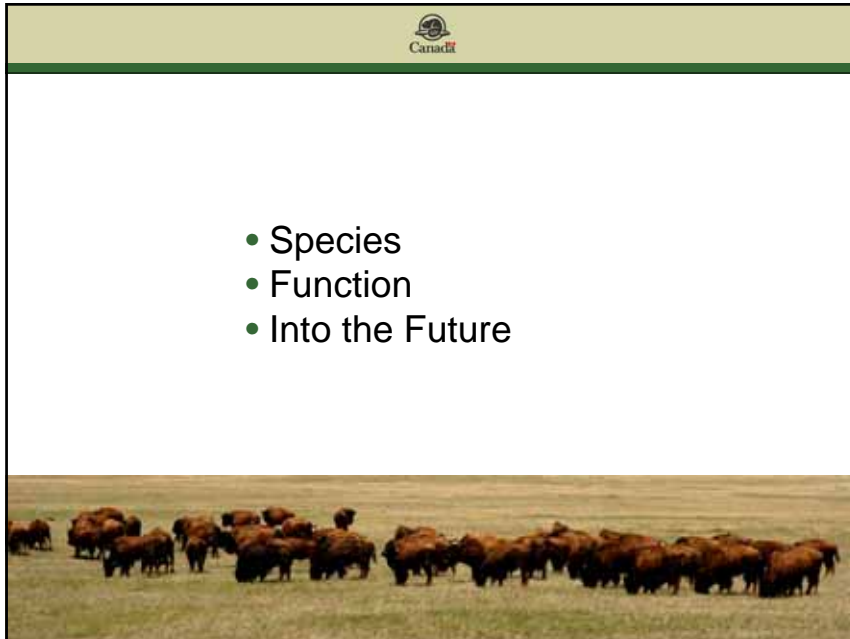 Canada
• Species
• Function
• Into the Future